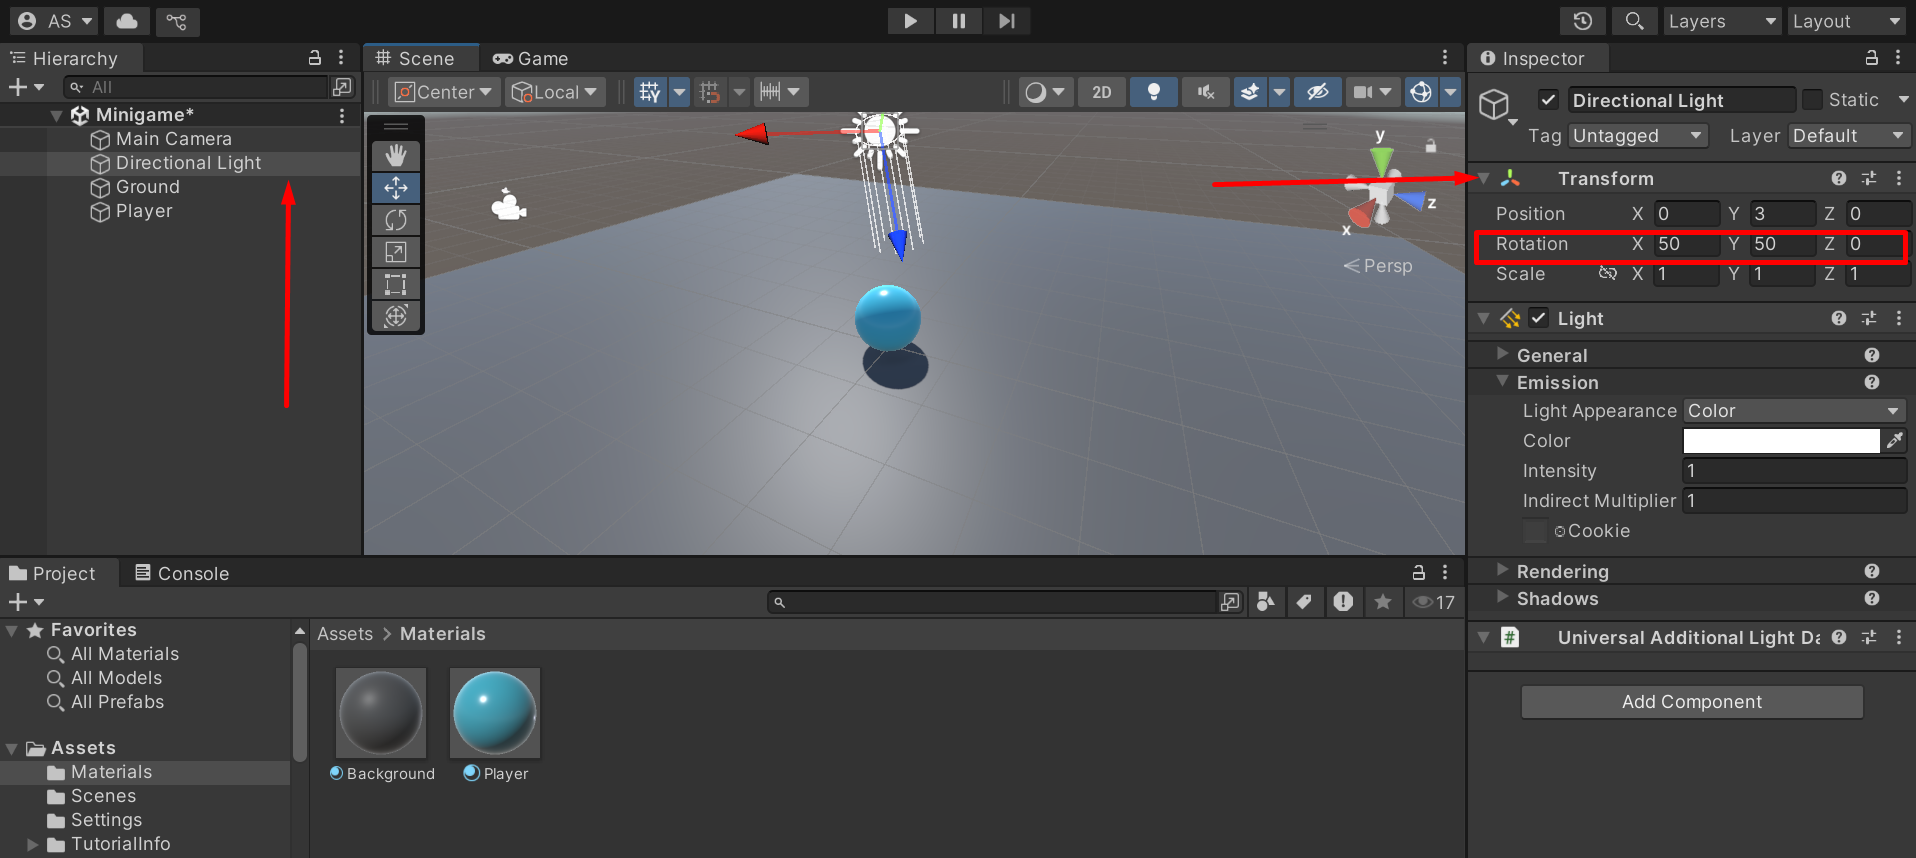 AS
Layers
Layout
Hierarchy
All
Minigame*
Main Camera
Directional Light
Ground
Player
Scene
Game
Center
Local
2D
y
z
x
Persp
Inspector
Directional Light
Static
Tag Untagged Layer Default
Transform
Position X 0 Y 3 Z 0
Rotation X 50 Y 50 Z 0
Scale X 1 Y 1 Z 1
Light
General
Emission
Light Appearance Color
Color
Intensity 1
Indirect Multiplier 1
Cookie
Rendering
Shadows
# Universal Additional Light Da
Add Component
Project
Console
17
Favorites
All Materials
All Models
All Prefabs
Assets
Materials
Scenes
Settings
TutorialInfo
Assets > Materials
Background
Player